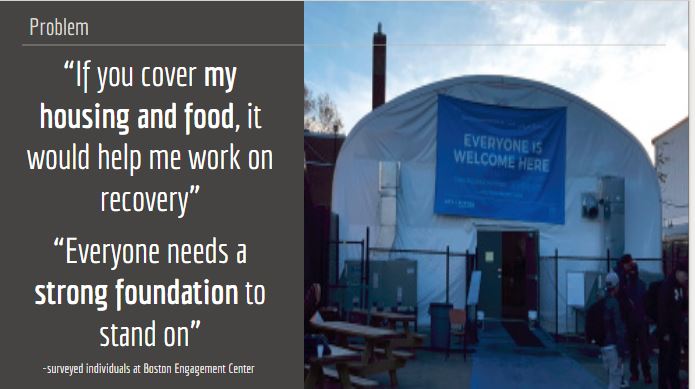 Problem
“If you cover my
housing and food, it
would help me work on
recovery”
“Everyone needs a
strong foundation to
stand on”
-surveyed individuals at Boston Engagement Center
EVERYONE IS
WELCOME HERE